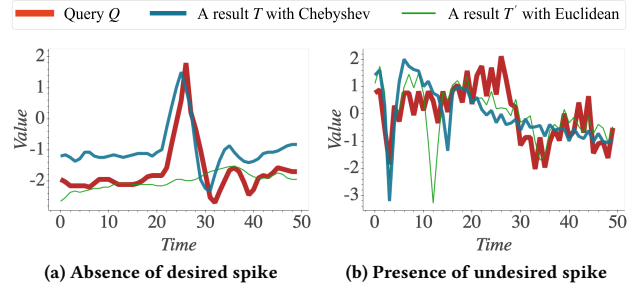 Query Q A result T with Chebyshev A result T′ with Euclidean
2
1
0
-1
-2
Value
0 10 20 30 40 50
Time
(a) Absence of desired spike
2
1
0
-1
-2
-3
Value
0 10 20 30 40 50
Time
(b) Presence of undesired spike